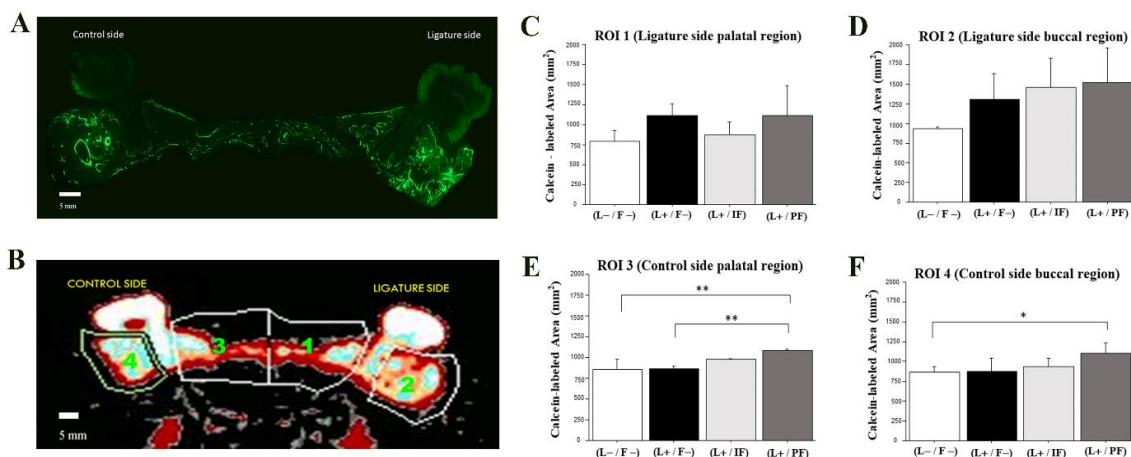 A
Control side
Ligature side
5 mm
B
CONTROL SIDE
LIGATURE SIDE
4
3
1
2
5 mm
C
ROI 1 (Ligature side palatal region)
Calcein - labeled Area (mm²)
2000
1750
1500
1250
1000
750
500
250
0
(L– / F –)
(L+ / F–)
(L+ / IF)
(L+ / PF)
D
ROI 2 (Ligature side buccal region)
Calcein-labeled Area (mm²)
2000
1750
1500
1250
1000
750
500
250
0
(L– / F –)
(L+ / F–)
(L+ / IF)
(L+ / PF)
E
ROI 3 (Control side palatal region)
Calcein-labeled Area (mm²)
2000
1750
1500
1250
1000
750
500
250
0
**
**
(L– / F –)
(L+ / F–)
(L+ / IF)
(L+ / PF)
F
ROI 4 (Control side buccal region)
Calcein-labeled Area (mm²)
2000
1750
1500
1250
1000
750
500
250
0
*
(L– / F –)
(L+ / F–)
(L+ / IF)
(L+ / PF)